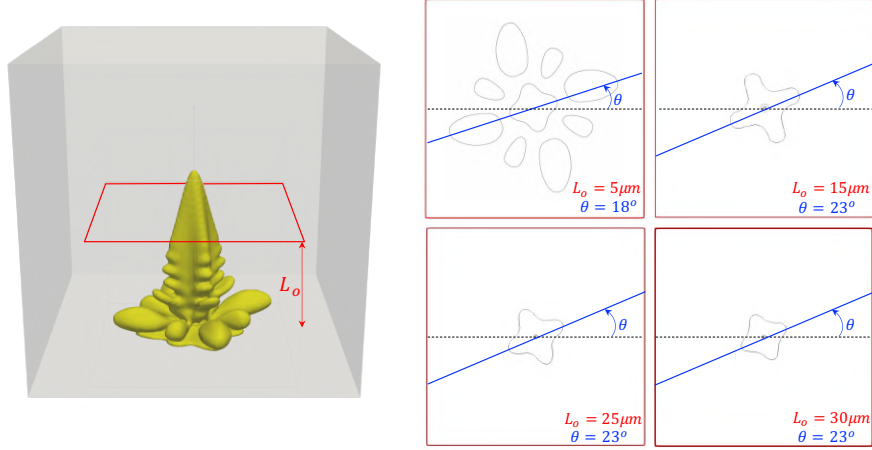 L_o
θ
L_o = 5μm
θ = 18°
θ
L_o = 15μm
θ = 23°
θ
L_o = 25μm
θ = 23°
θ
L_o = 30μm
θ = 23°